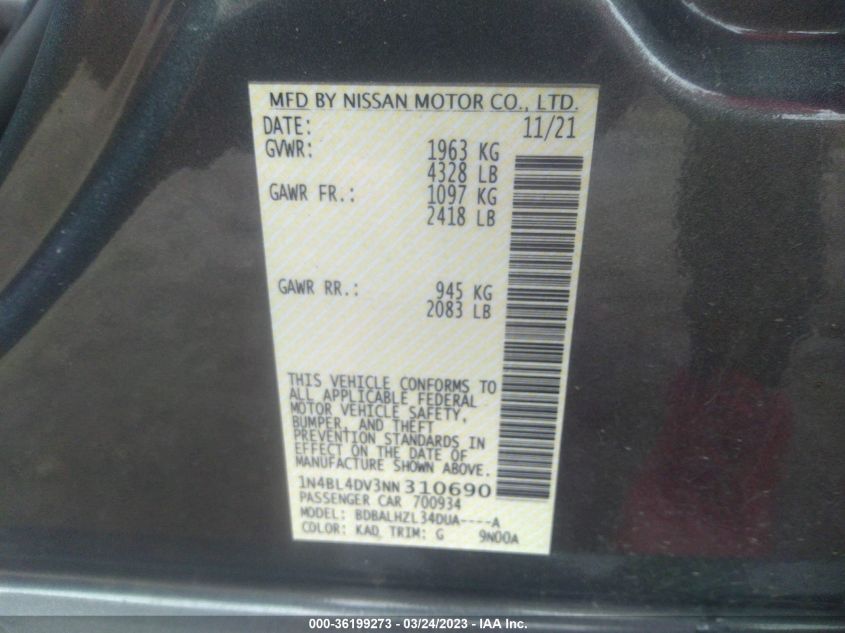 MFD BY NISSAN MOTOR CO., LTD.
DATE: 11/21
GVWR: 1963 KG
4328 LB
GAWR FR.: 1097 KG
2418 LB
GAWR RR.: 945 KG
2083 LB
THIS VEHICLE CONFORMS TO
ALL APPLICABLE FEDERAL
MOTOR VEHICLE SAFETY,
BUMPER, AND THEFT
PREVENTION STANDARDS IN
EFFECT ON THE DATE OF
MANUFACTURE SHOWN ABOVE.
1N4BL4DV3NN310690
PASSENGER CAR 700934
MODEL: BDBALHZL34DUA----A
COLOR: KAD TRIM: G 9N00A
000-36199273 - 03/24/2023 - IAA Inc.